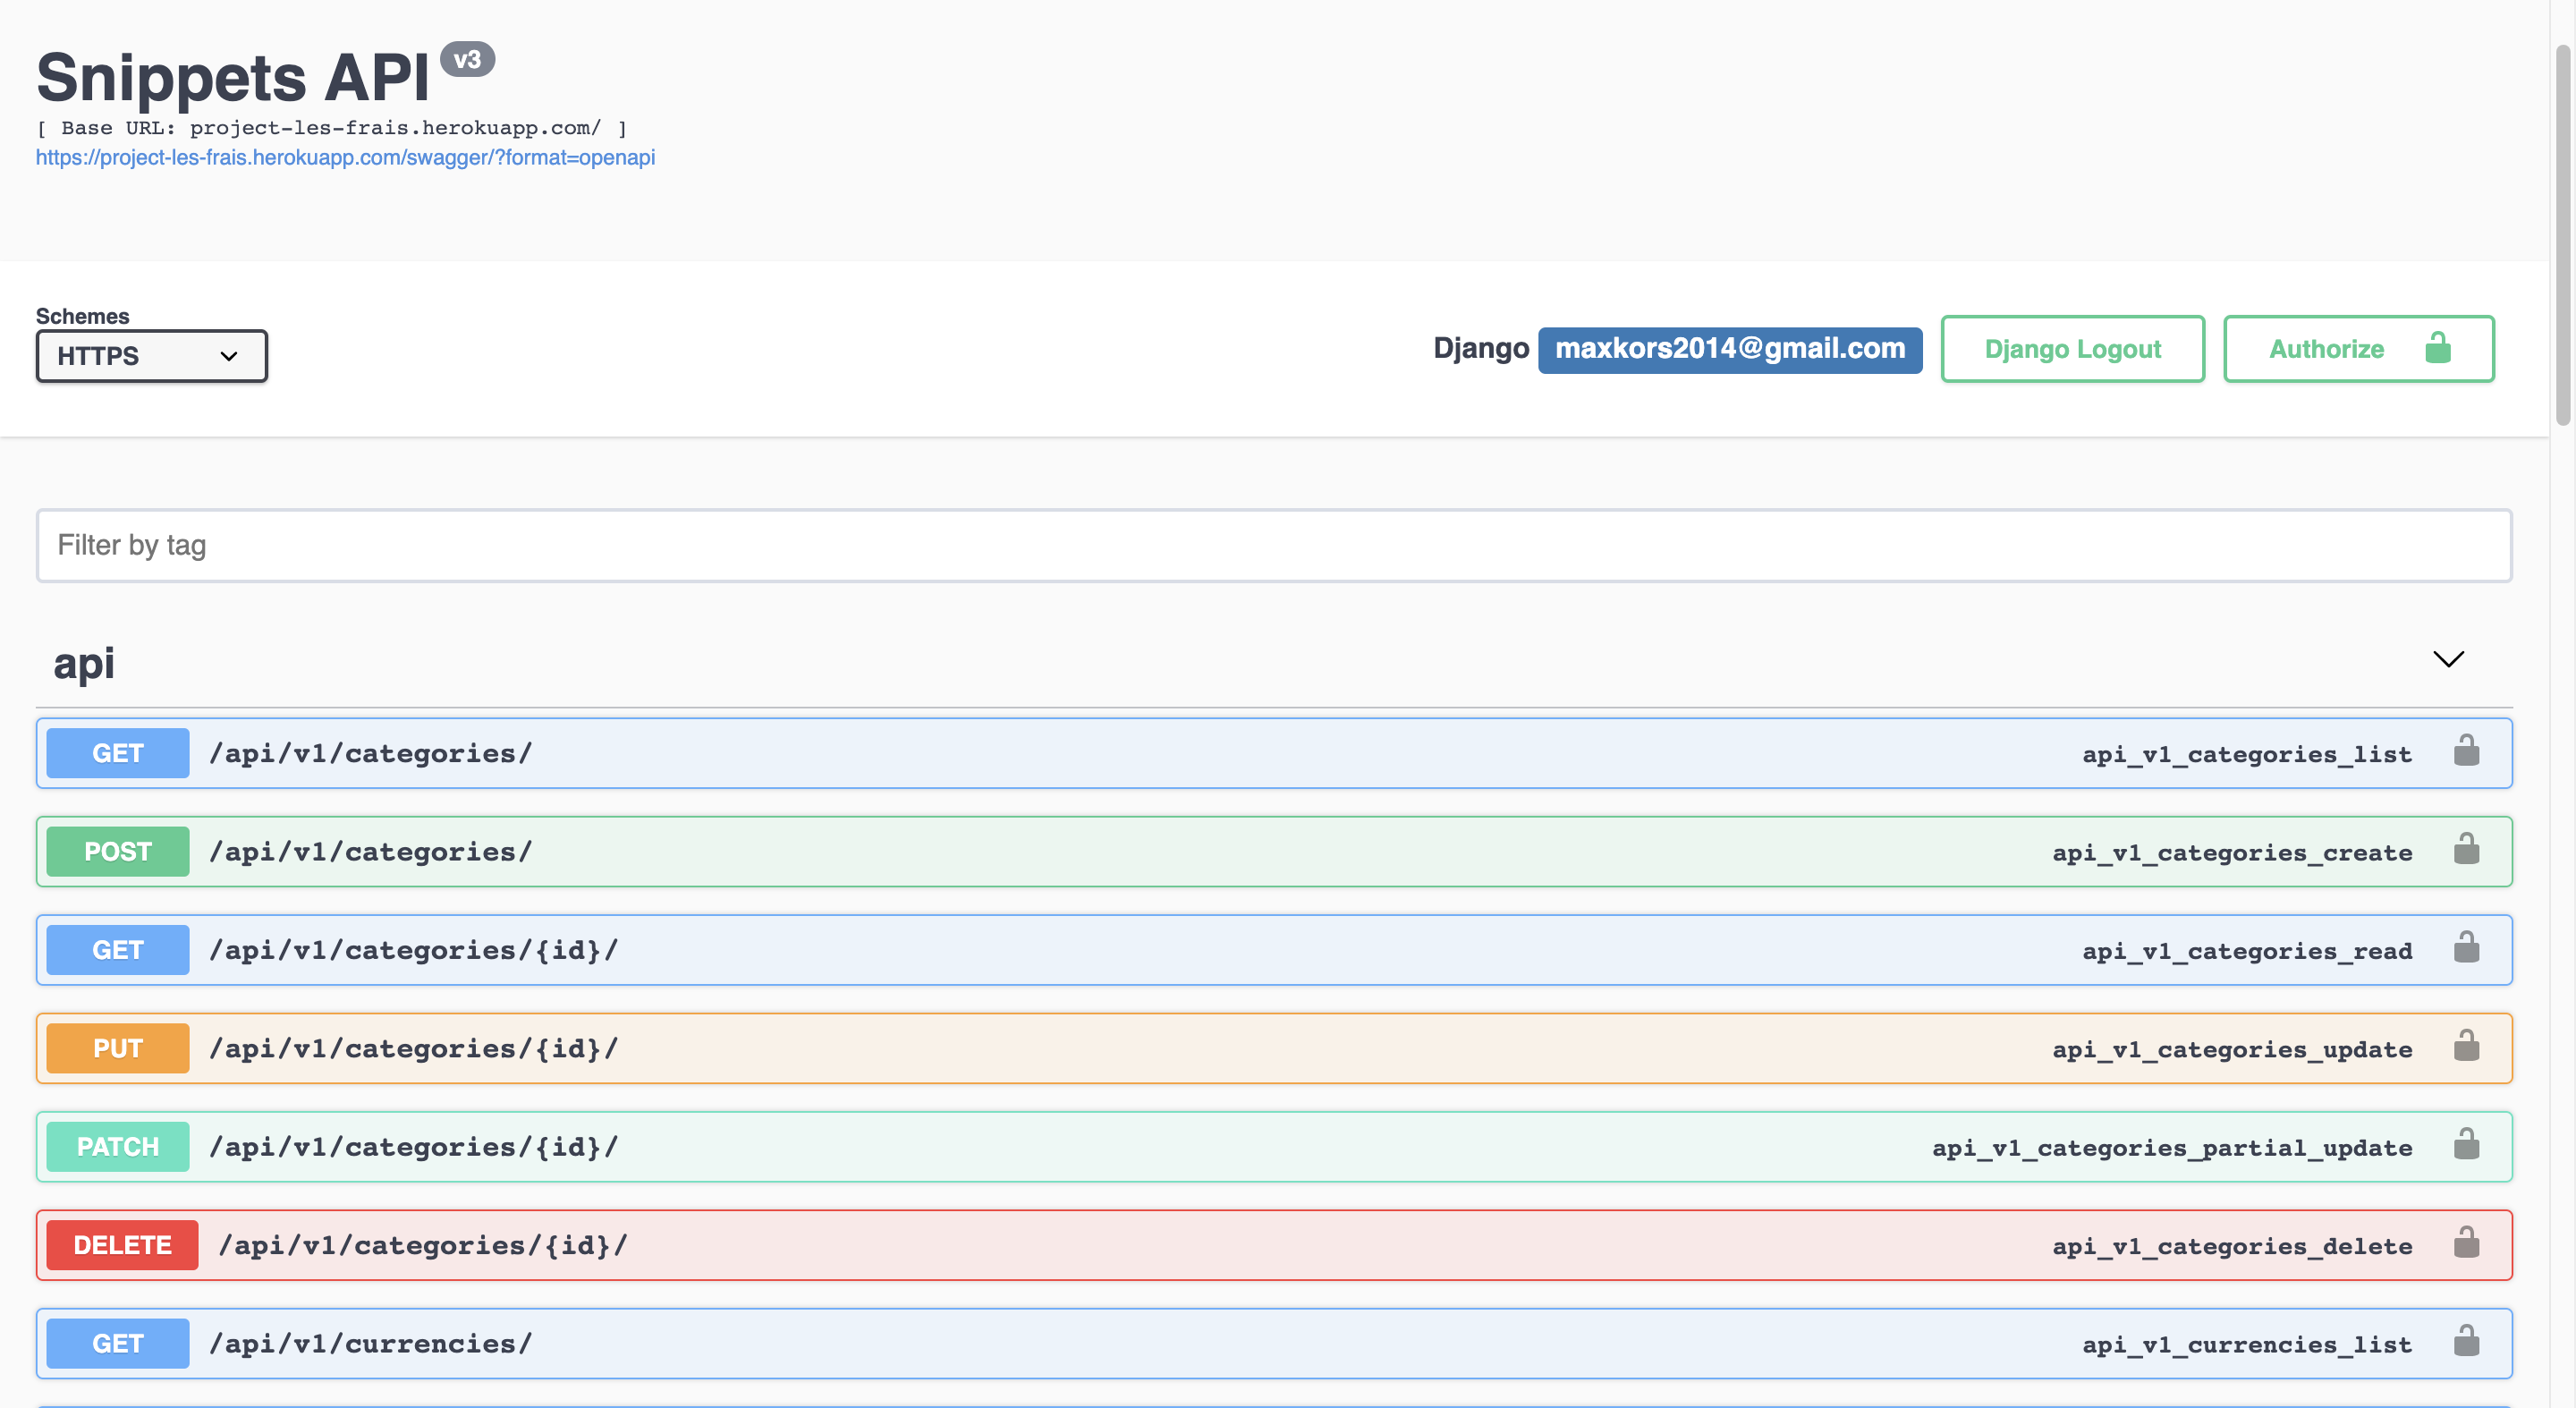 Snippets API v3
[ Base URL: project-les-frais.herokuapp.com/ ]
https://project-les-frais.herokuapp.com/swagger/?format=openapi
Schemes
HTTPS
Django maxkors2014@gmail.com Django Logout Authorize
Filter by tag
api
GET /api/v1/categories/ api_v1_categories_list
POST /api/v1/categories/ api_v1_categories_create
GET /api/v1/categories/{id}/ api_v1_categories_read
PUT /api/v1/categories/{id}/ api_v1_categories_update
PATCH /api/v1/categories/{id}/ api_v1_categories_partial_update
DELETE /api/v1/categories/{id}/ api_v1_categories_delete
GET /api/v1/currencies/ api_v1_currencies_list